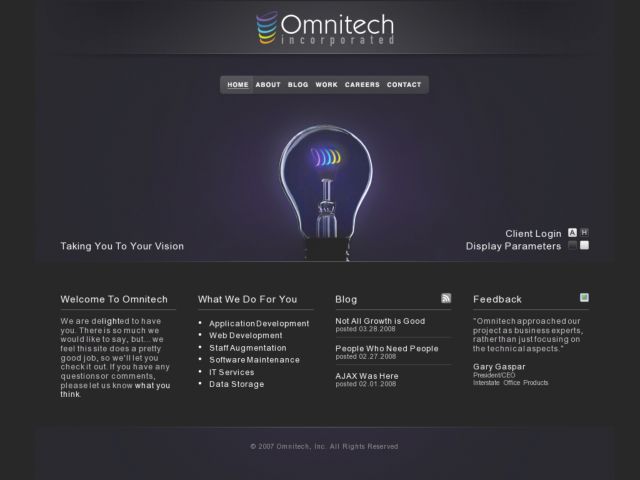 Omnitech
incorporated
HOME ABOUT BLOG WORK CAREERS CONTACT
Client Login A H
Taking You To Your Vision
Display Parameters
Welcome To Omnitech
We are delighted to have
you. There is so much we
would like to say, but... we
feel this site does a pretty
good job, so we'll let you
check it out. If you have any
questions or comments,
please let us know what you
think.
What We Do For You
• Application Development
• Web Development
• Staff Augmentation
• Software Maintenance
• IT Services
• Data Storage
Blog
Not All Growth is Good
posted 03.28.2008
People Who Need People
posted 02.29.2008
AJAX Was Here
posted 02.01.2008
Feedback
"Omnitech approached our
project as business experts,
rather than just focusing on
the technical aspects."
Gary Gaspar
President/CEO
Interstate Office Products
© 2007 Omnitech, Inc. All Rights Reserved